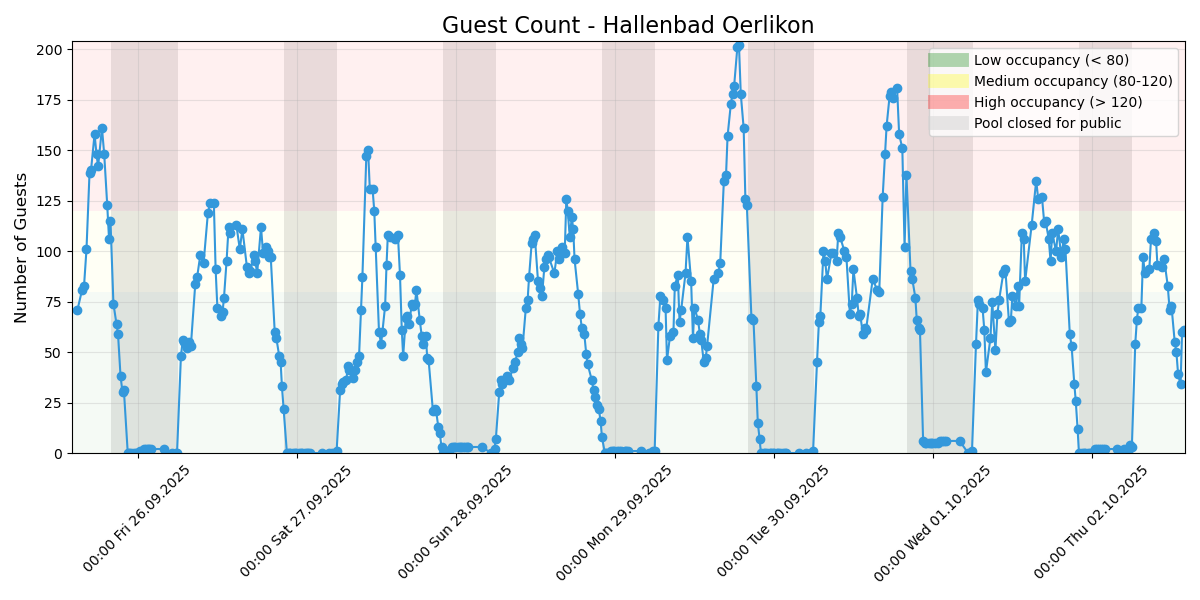 Guest Count - Hallenbad Oerlikon
Number of Guests
200
175
150
125
100
75
50
25
0
Low occupancy (< 80)
Medium occupancy (80-120)
High occupancy (> 120)
Pool closed for public
00:00 Fri 26.09.2025
00:00 Sat 27.09.2025
00:00 Sun 28.09.2025
00:00 Mon 29.09.2025
00:00 Tue 30.09.2025
00:00 Wed 01.10.2025
00:00 Thu 02.10.2025